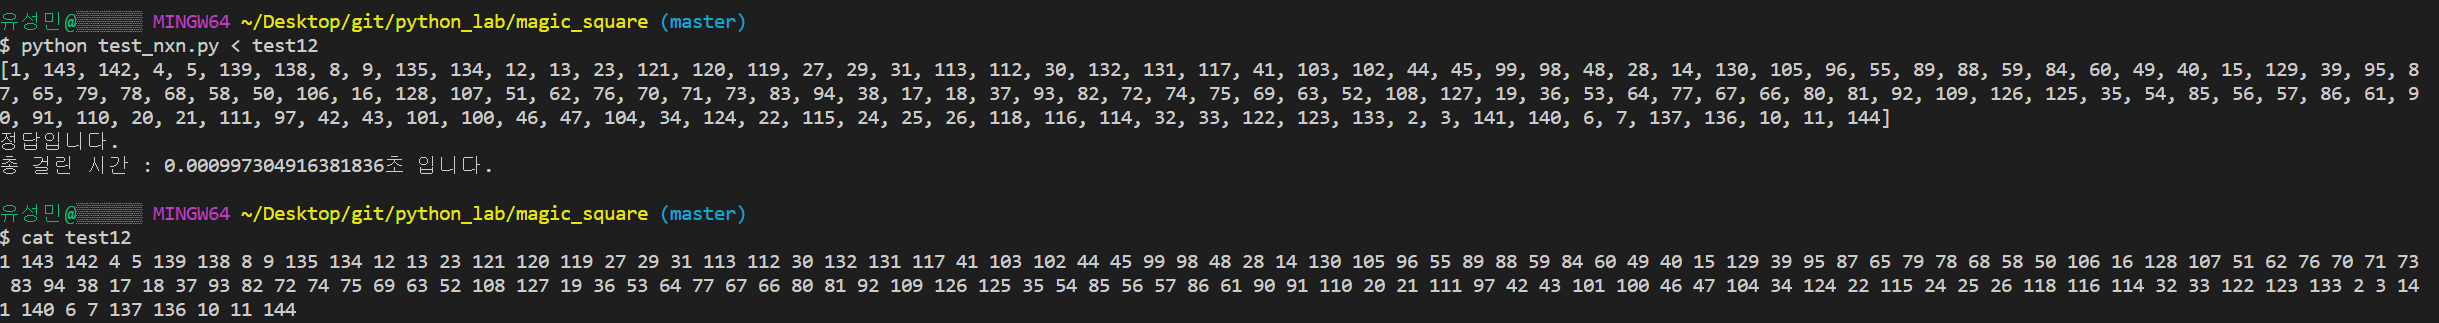 유성민@ MINGW64 ~/Desktop/git/python_lab/magic_square (master)
$ python test_nxn.py < test12
[1, 143, 142, 4, 5, 139, 138, 8, 9, 135, 134, 12, 13, 23, 121, 120, 119, 27, 29, 31, 113, 112, 30, 132, 131, 117, 41, 103, 102, 44, 45, 99, 98, 48, 28, 14, 130, 105, 96, 55, 89, 88, 59, 84, 60, 49, 40, 15, 129, 39, 95, 8
7, 65, 79, 78, 68, 58, 50, 106, 16, 128, 107, 51, 62, 76, 70, 71, 73, 83, 94, 38, 17, 18, 37, 93, 82, 72, 74, 75, 69, 63, 52, 108, 127, 19, 36, 53, 64, 77, 67, 66, 80, 81, 92, 109, 126, 125, 35, 54, 85, 56, 57, 86, 61, 9
0, 91, 110, 20, 21, 111, 97, 42, 43, 101, 100, 46, 47, 104, 34, 124, 22, 115, 24, 25, 26, 118, 116, 114, 32, 33, 122, 123, 133, 2, 3, 141, 140, 6, 7, 137, 136, 10, 11, 144]
정답입니다.
총 걸린 시간 : 0.000997304916381836초 입니다.
유성민@ MINGW64 ~/Desktop/git/python_lab/magic_square (master)
$ cat test12
1 143 142 4 5 139 138 8 9 135 134 12 13 23 121 120 119 27 29 31 113 112 30 132 131 117 41 103 102 44 45 99 98 48 28 14 130 105 96 55 89 88 59 84 60 49 40 15 129 39 95 87 65 79 78 68 58 50 106 16 128 107 51 62 76 70 71 73
83 94 38 17 18 37 93 82 72 74 75 69 63 52 108 127 19 36 53 64 77 67 66 80 81 92 109 126 125 35 54 85 56 57 86 61 90 91 110 20 21 111 97 42 43 101 100 46 47 104 34 124 22 115 24 25 26 118 116 114 32 33 122 123 133 2 3 14
1 140 6 7 137 136 10 11 144